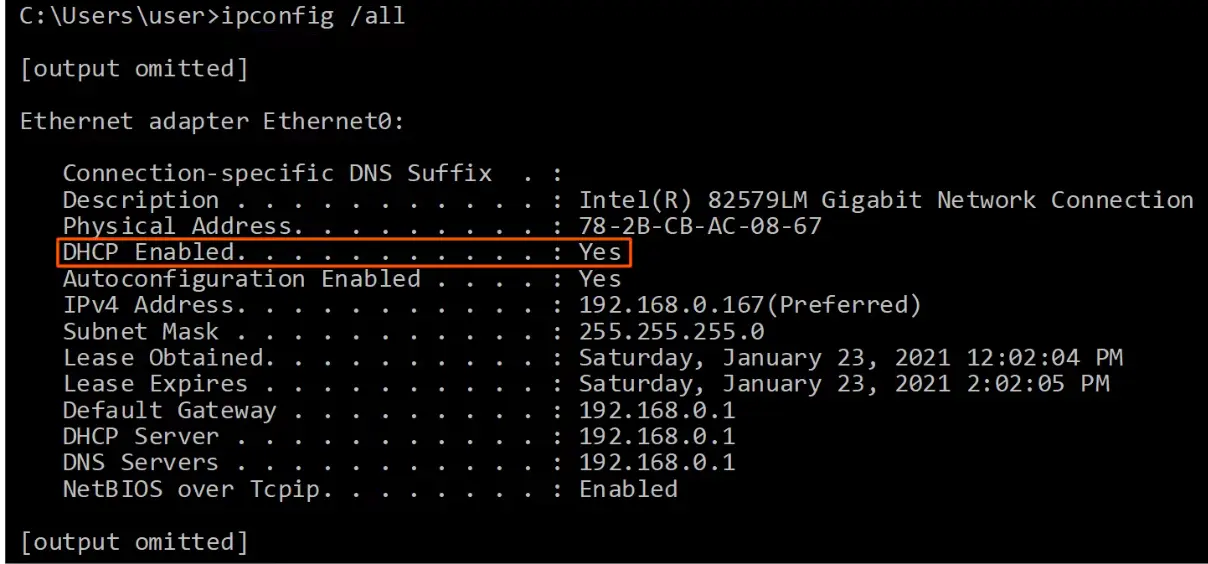 C:\Users\user>ipconfig /all
[output omitted]
Ethernet adapter Ethernet0:
Connection-specific DNS Suffix  . :
Description . . . . . . . . . . . : Intel(R) 82579LM Gigabit Network Connection
Physical Address. . . . . . . . . : 78-2B-CB-AC-08-67
DHCP Enabled. . . . . . . . . . . : Yes
Autoconfiguration Enabled . . . . : Yes
IPv4 Address. . . . . . . . . . . : 192.168.0.167(Preferred)
Subnet Mask . . . . . . . . . . . : 255.255.255.0
Lease Obtained. . . . . . . . . . : Saturday, January 23, 2021 12:02:04 PM
Lease Expires . . . . . . . . . . : Saturday, January 23, 2021 2:02:05 PM
Default Gateway . . . . . . . . . : 192.168.0.1
DHCP Server . . . . . . . . . . . : 192.168.0.1
DNS Servers . . . . . . . . . . . : 192.168.0.1
NetBIOS over Tcpip. . . . . . . . : Enabled
[output omitted]